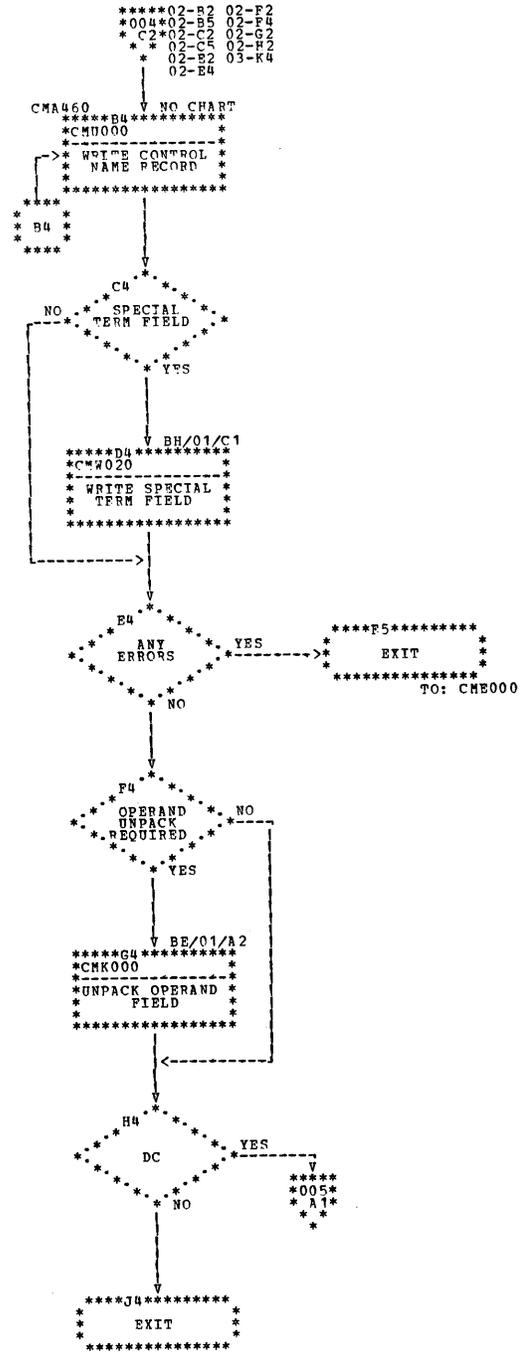 *****02-B2 02-F2
*004*02-B5 02-F4
* C2*02-C2 02-G2
* *02-C5 02-H2
*02-E2 03-K4
02-E4
CMA460 NO CHART
*****B4**********
*CMU000 *
WRITE CONTROL
NAME RECORD
B4
C4
NO SPECIAL
TERM FIELD
YES
BH/01/C1
*****D4**********
*CMW020 *
WRITE SPECIAL
TERM FIELD
E4
ANY YES
ERRORS
****F5*********
EXIT
TO: CME000
NO
F4
OPERAND NO
UNPACK
REQUIRED
YES
BE/01/A2
*****G4**********
*CMK000 *
*UNPACK OPERAND *
FIELD
H4
YES
DC
*****
*005*
* A1*
* *
*
NO
****J4*********
EXIT